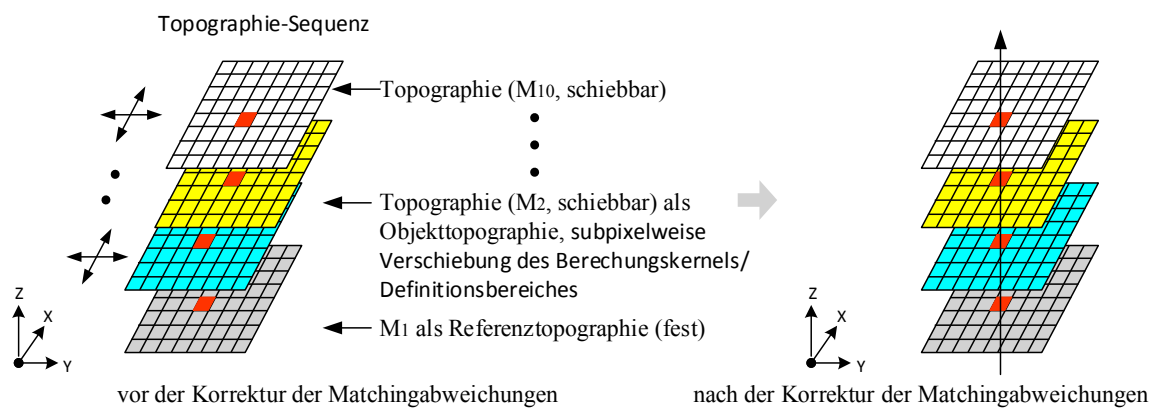 Topographie-Sequenz
Topographie (M10, schiebbar)
Topographie (M2, schiebbar) als
Objekttopographie, subpixelweise
Verschiebung des Berechungskernels/
Definitionsbereiches
M1 als Referenztopographie (fest)
Z
X
Y
Z
X
Y
vor der Korrektur der Matchingabweichungen
nach der Korrektur der Matchingabweichungen